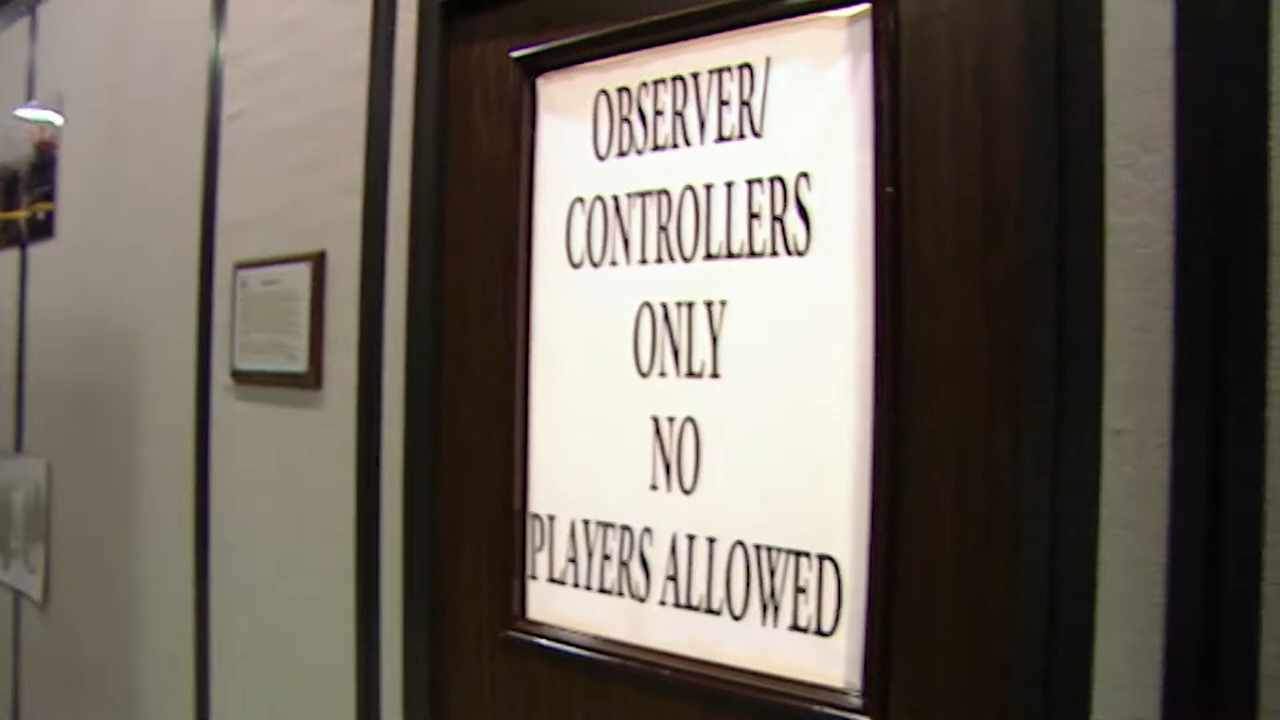 OBSERVER/
CONTROLLERS
ONLY
NO
PLAYERS ALLOWED